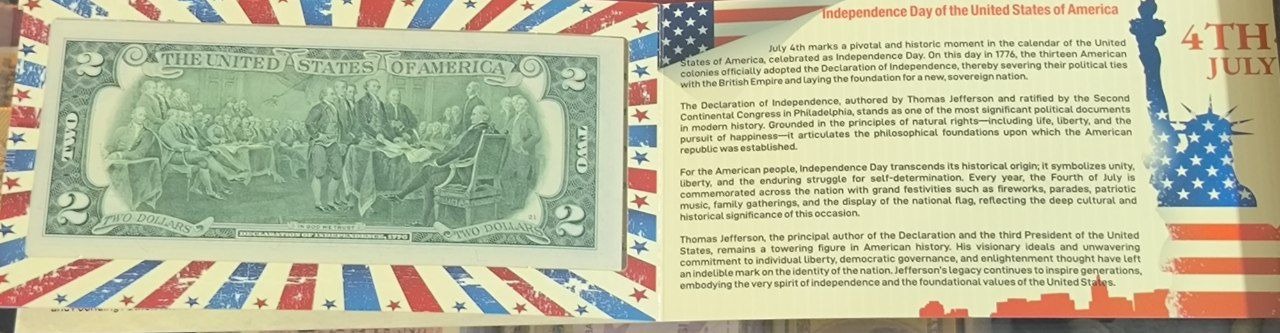 THE UNITED STATES OF AMERICA
2
2
TWO
TWO
2
2
TWO DOLLARS
IN GOD WE TRUST
TWO DOLLARS
21
DECLARATION OF INDEPENDENCE, 1776
Independence Day of the United States of America
July 4th marks a pivotal and historic moment in the calendar of the United
States of America, celebrated as Independence Day. On this day in 1776, the thirteen American
colonies officially adopted the Declaration of Independence, thereby severing their political ties
with the British Empire and laying the foundation for a new, sovereign nation.
The Declaration of Independence, authored by Thomas Jefferson and ratified by the Second
Continental Congress in Philadelphia, stands as one of the most significant political documents
in modern history. Grounded in the principles of natural rights—including life, liberty, and the
pursuit of happiness—it articulates the philosophical foundations upon which the American
republic was established.
For the American people, Independence Day transcends its historical origin; it symbolizes unity,
liberty, and the enduring struggle for self-determination. Every year, the Fourth of July is
commemorated across the nation with grand festivities such as fireworks, parades, patriotic
music, family gatherings, and the display of the national flag, reflecting the deep cultural and
historical significance of this occasion.
Thomas Jefferson, the principal author of the Declaration and the third President of the United
States, remains a towering figure in American history. His visionary ideals and unwavering
commitment to individual liberty, democratic governance, and enlightenment thought have left
an indelible mark on the identity of the nation. Jefferson's legacy continues to inspire generations,
embodying the very spirit of independence and the foundational values of the United States.
4TH
JULY